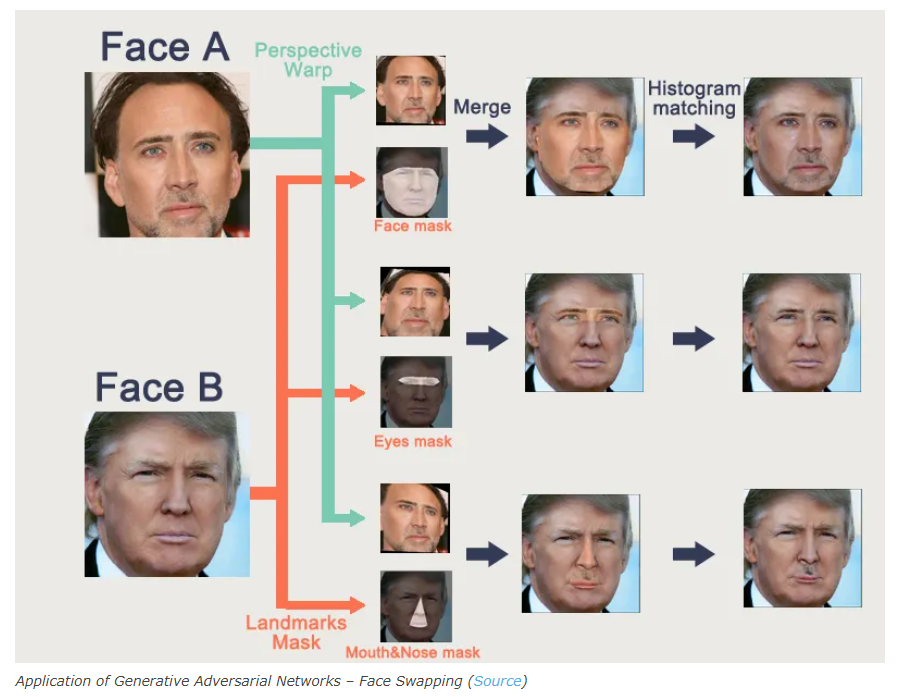 Face A
Perspective
Warp
Merge
Histogram
matching
Face mask
Face B
Eyes mask
Landmarks
Mask
Mouth&Nose mask
Application of Generative Adversarial Networks – Face Swapping (Source)